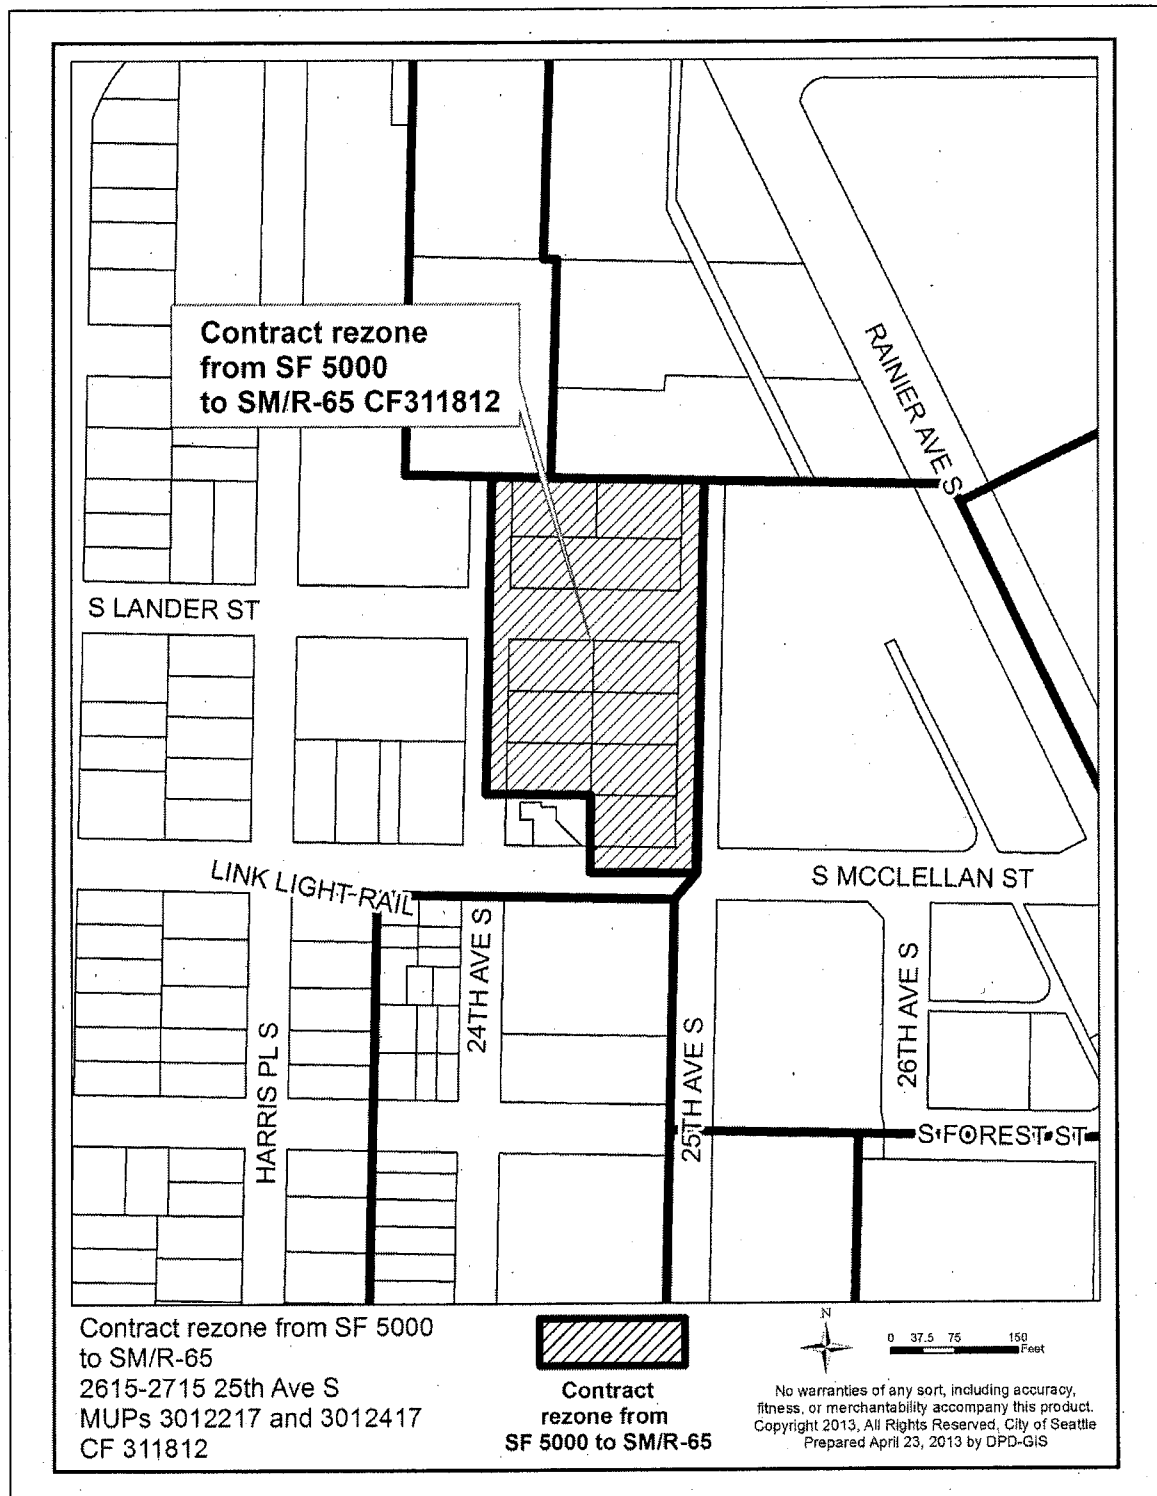 Contract rezone
from SF 5000
to SM/R-65 CF311812
RAINIER AVE S
S LANDER ST
LINK LIGHT-RAIL
S MCCLELLAN ST
24TH AVE S
25TH AVE S
26TH AVE S
HARRIS PL S
S FOREST ST
Contract rezone from SF 5000
to SM/R-65
2615-2715 25th Ave S
MUPs 3012217 and 3012417
CF 311812
Contract
rezone from
SF 5000 to SM/R-65
N
0 37.5 75 150
Feet
No warranties of any sort, including accuracy,
fitness, or merchantability accompany this product.
Copyright 2013, All Rights Reserved, City of Seattle
Prepared April 23, 2013 by DPD-GIS